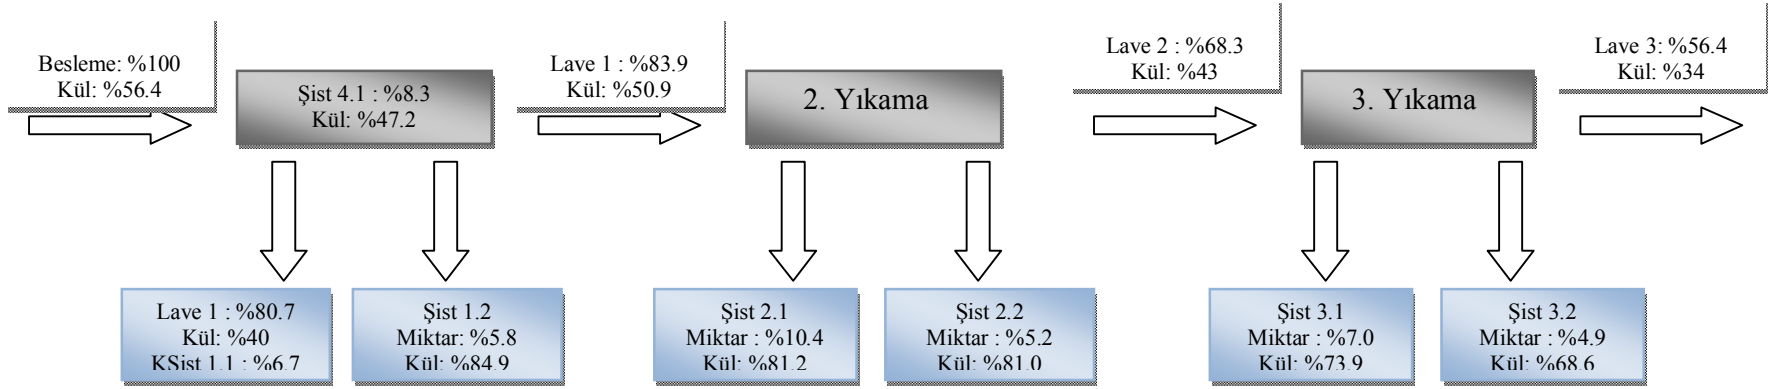 Besleme: %100
Kül: %56.4
Şist 4.1 : %8.3
Kül: %47.2
Lave 1 : %83.9
Kül: %50.9
2. Yıkama
Lave 2 : %68.3
Kül: %43
3. Yıkama
Lave 3: %56.4
Kül: %34
Lave 1 : %80.7
Kül: %40
KŞist 1.1 : %6.7
Şist 1.2
Miktar: %5.8
Kül: %84.9
Şist 2.1
Miktar : %10.4
Kül: %81.2
Şist 2.2
Miktar : %5.2
Kül: %81.0
Şist 3.1
Miktar : %7.0
Kül: %73.9
Şist 3.2
Miktar : %4.9
Kül: %68.6